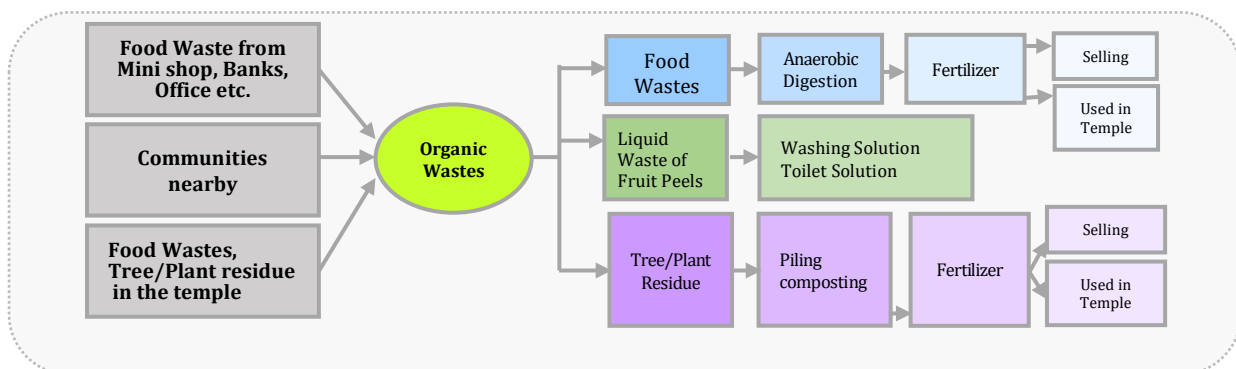 Food Waste from
Mini shop, Banks,
Office etc.
Communities
nearby
Food Wastes,
Tree/Plant residue
in the temple
Organic
Wastes
Food
Wastes
Anaerobic
Digestion
Fertilizer
Selling
Used in
Temple
Liquid
Waste of
Fruit Peels
Washing Solution
Toilet Solution
Tree/Plant
Residue
Piling
composting
Fertilizer
Selling
Used in
Temple